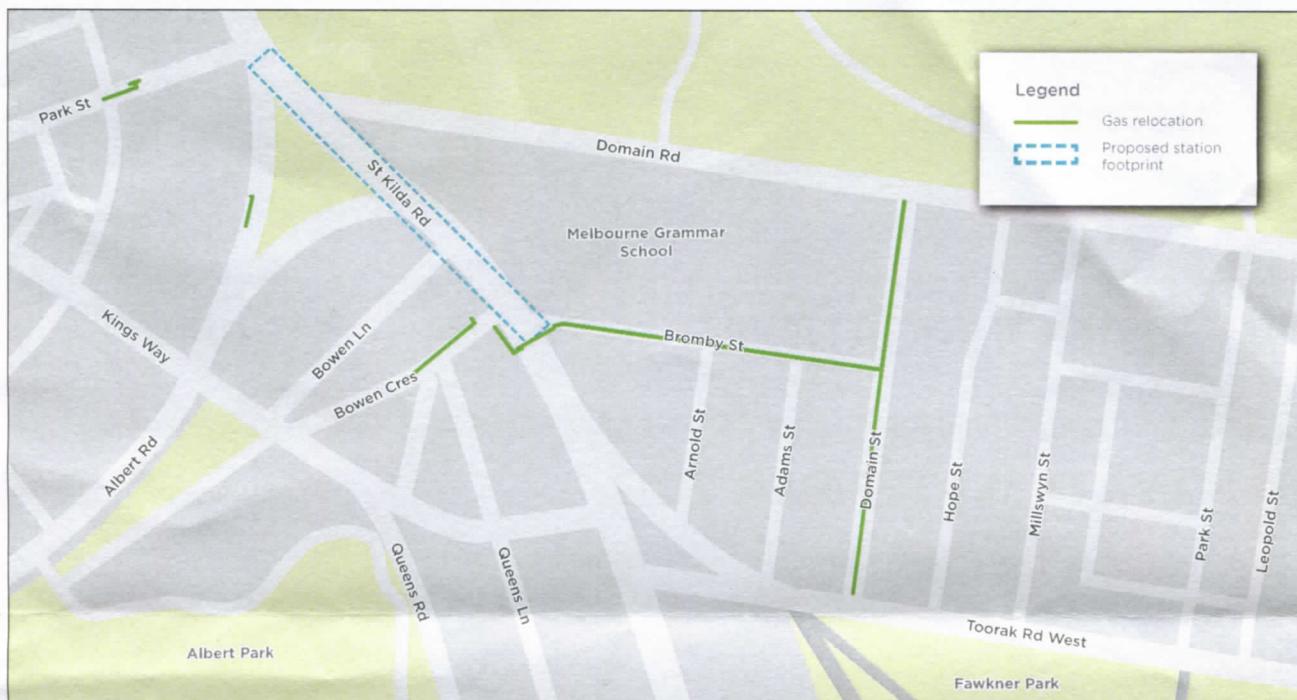 Legend
Gas relocation
Proposed station
footprint
Park St
Domain Rd
St Kilda Rd
Melbourne Grammar
School
Kings Way
Bowen Ln
Bromby St
Bowen Cres
Albert Rd
Arnold St
Adams St
Domain St
Hope St
Millswyn St
Park St
Leopold St
Queens Rd
Queens Ln
Toorak Rd West
Albert Park
Fawkner Park